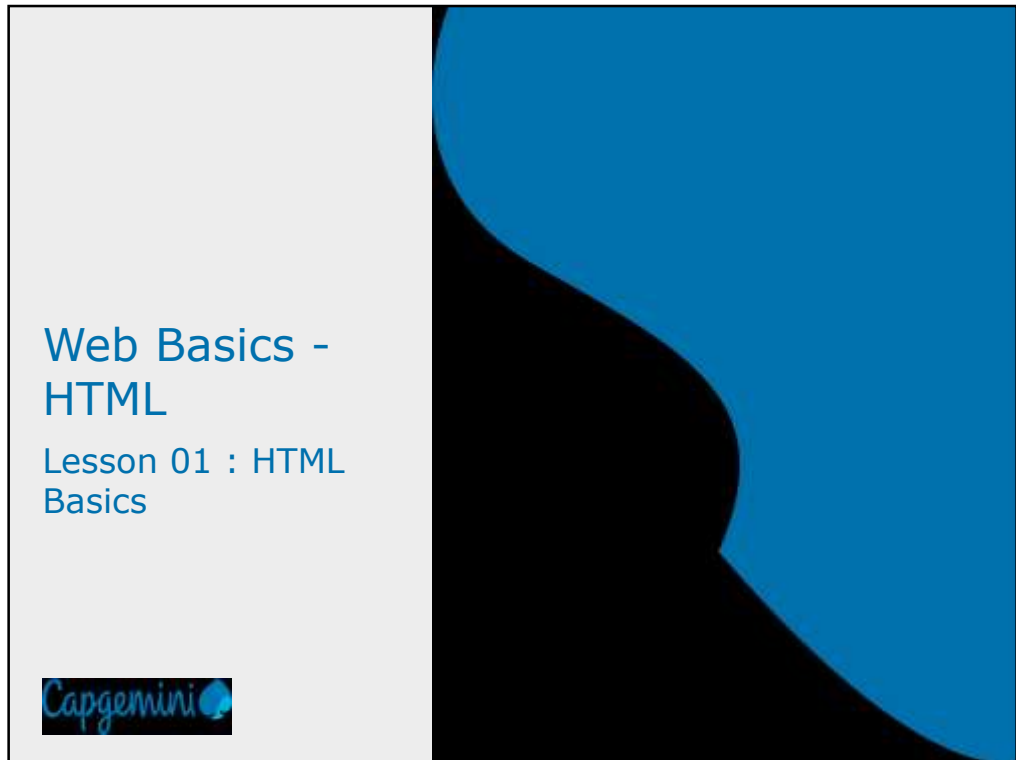 Web Basics -
HTML
Lesson 01 : HTML
Basics
Capgemini